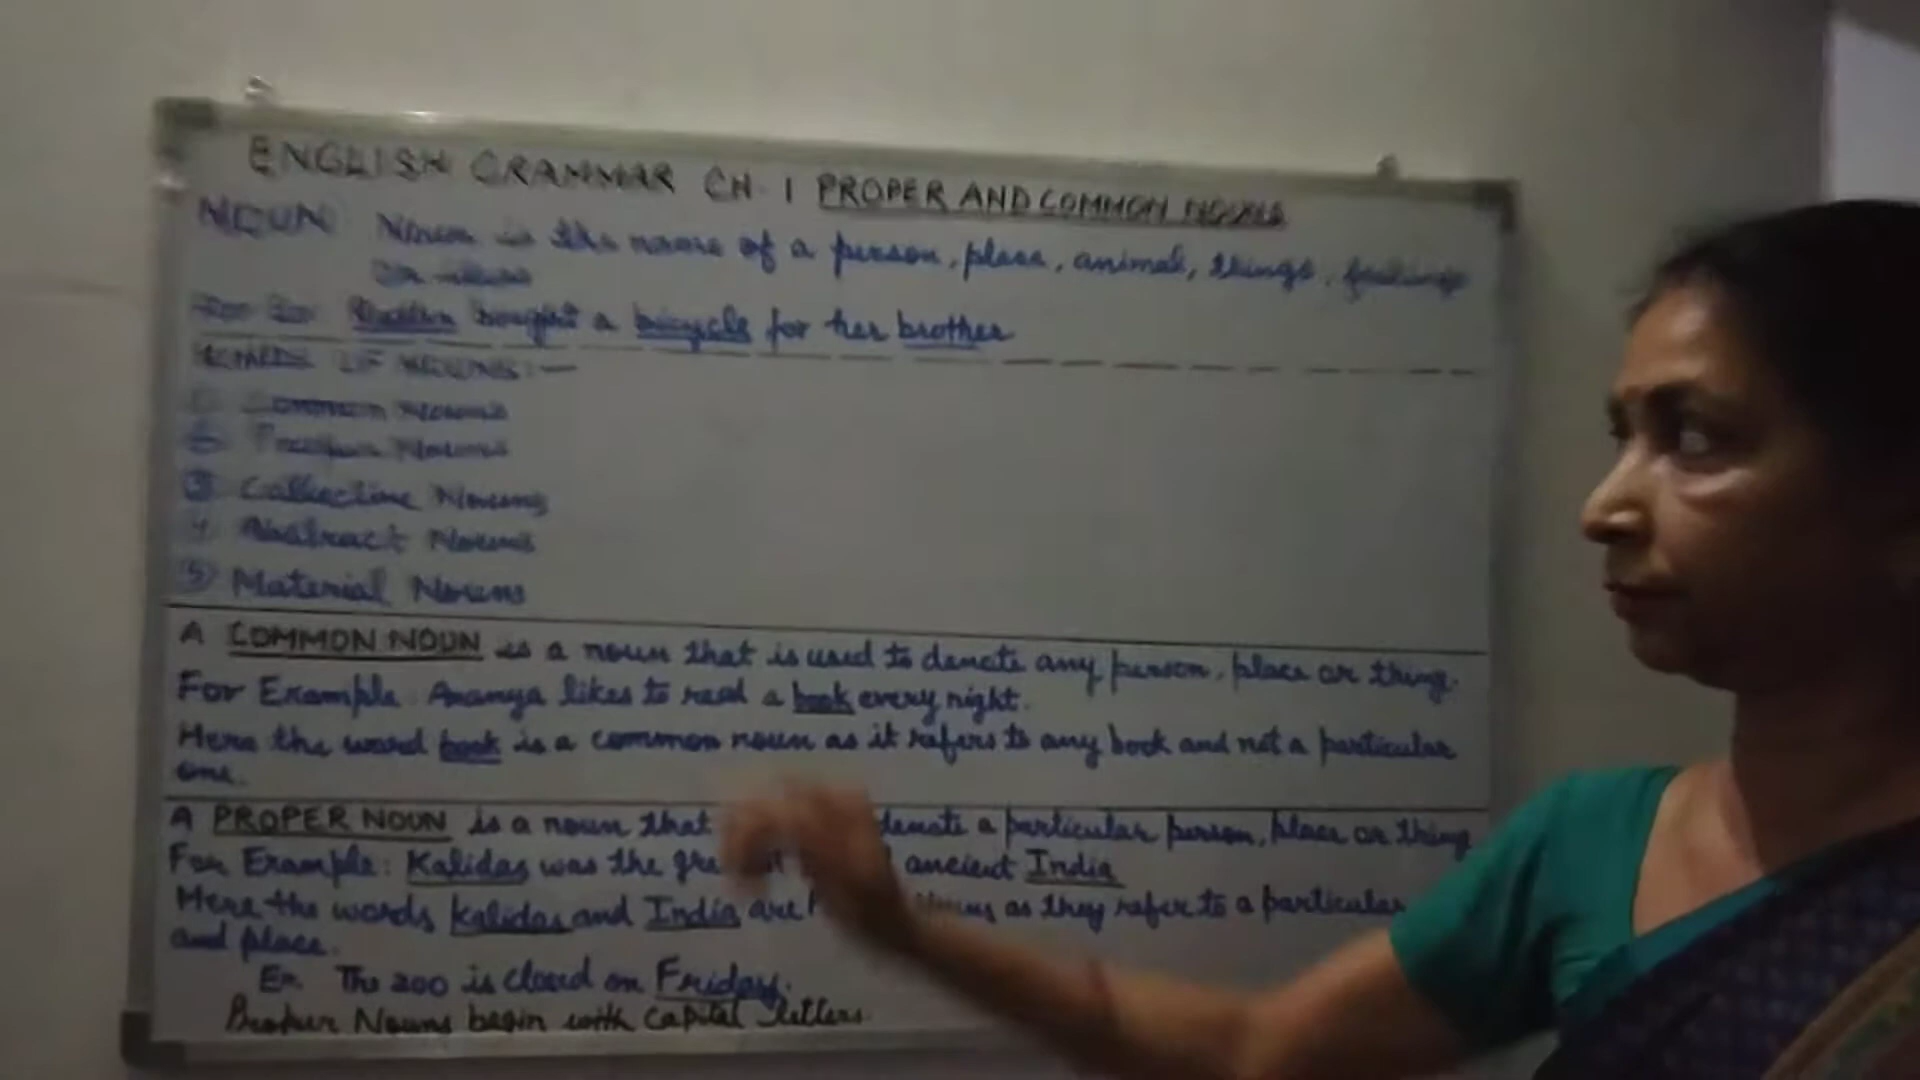 ENGLISH GRAMMAR CH. 1 PROPER AND COMMON NOUNS
NOUN Noun is the name of a person, place, animal, things, feelings
or ideas
bought a bicycle for her brother
KINDS OF NOUNS:-
① Common Nouns
② Proper Nouns
③ Collective Nouns
4 Abstract Nouns
⑤ Material Nouns
A COMMON NOUN is a noun that is used to denote any person, place or thing.
For Example: Ananya likes to read a book every night.
Here the word book is a common noun as it refers to any book and not a particular
one.
A PROPER NOUN is a noun that denote a particular person, place or thing
For Example: Kalidas was the ancient India
Here the words Kalidas and India are as they refer to a particular
and place.
Ex. The zoo is closed on Friday.
Proper Nouns begin with Capital letters.